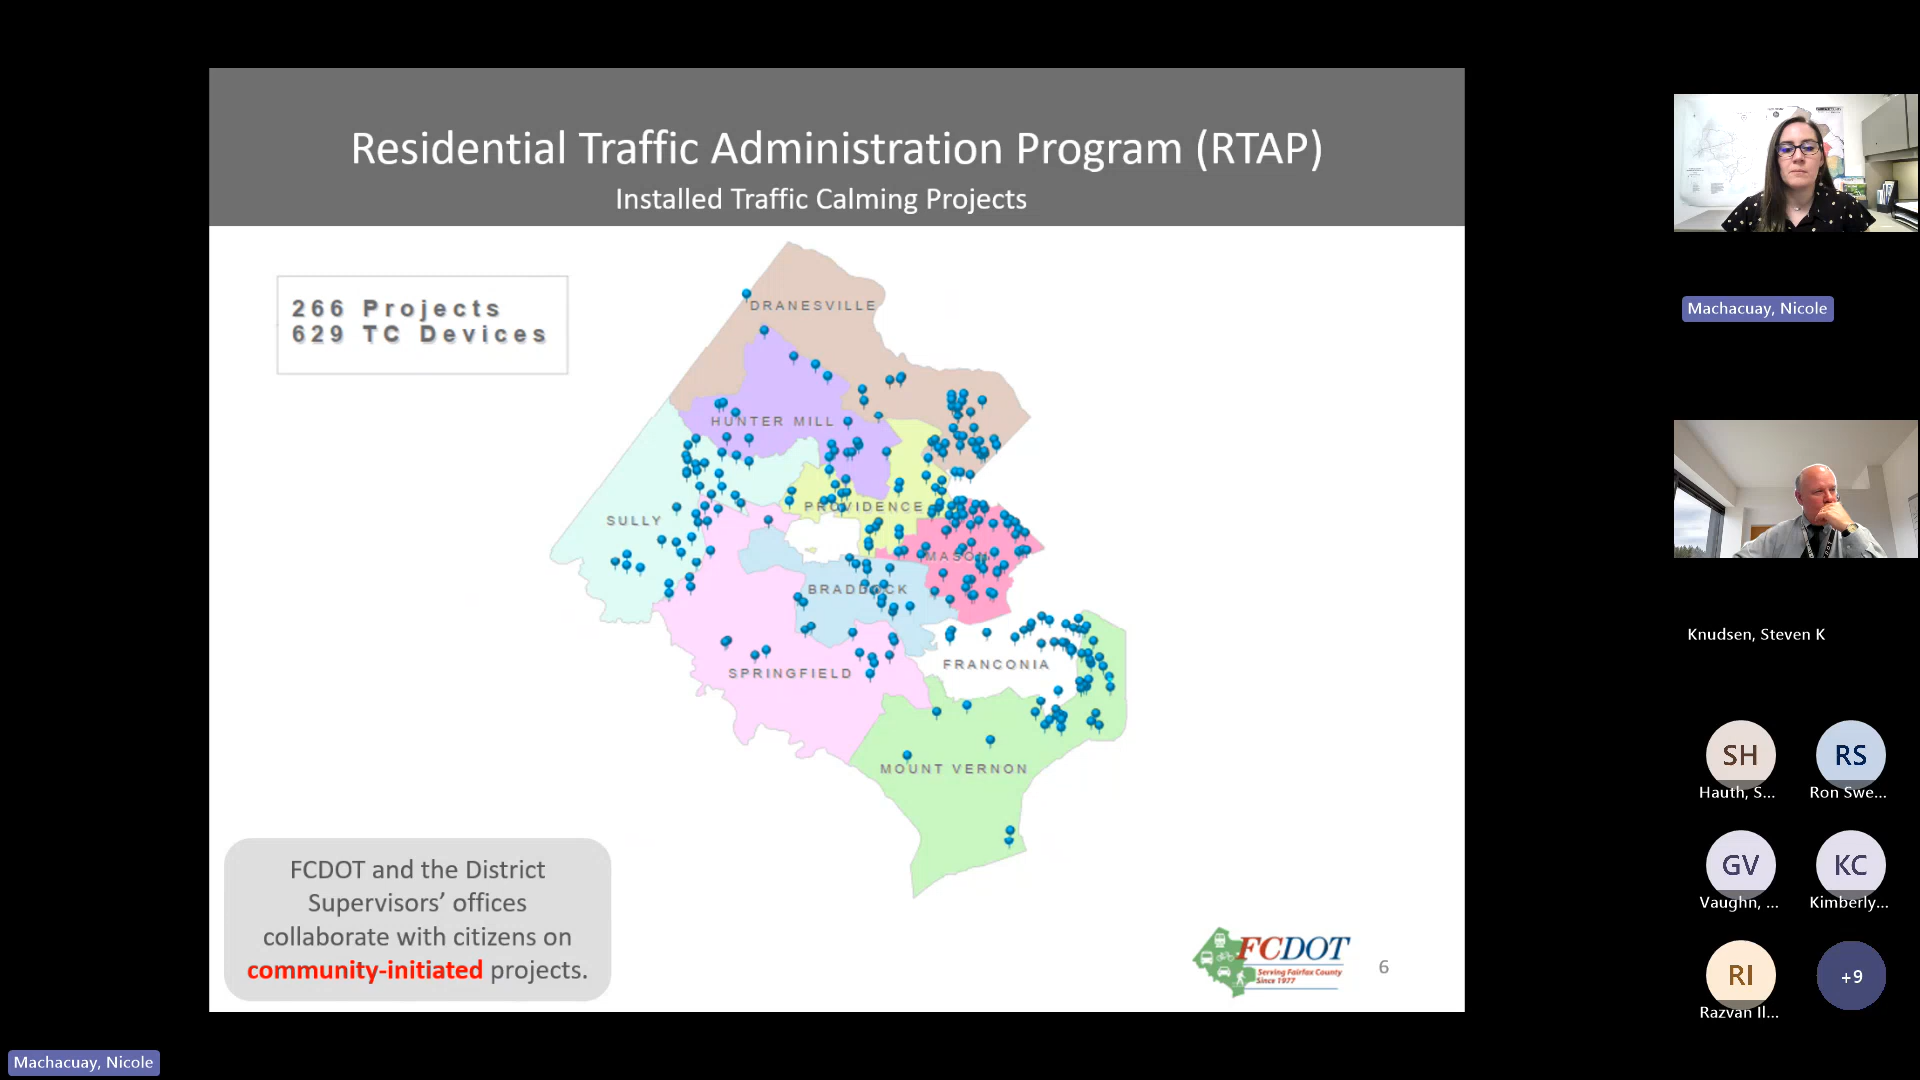 Residential Traffic Administration Program (RTAP)
Installed Traffic Calming Projects
266 Projects
629 TC Devices
DRANESVILLE
HUNTER MILL
PROVIDENCE
SULLY
MASON
BRADDOCK
FRANCONIA
SPRINGFIELD
MOUNT VERNON
FCDOT and the District
Supervisors’ offices
collaborate with citizens on
community-initiated projects.
FCDOT
Serving Fairfax County
Since 1977
6
Machacuay, Nicole
Knudsen, Steven K
SH
RS
Hauth, S...
Ron Swe...
GV
KC
Vaughn, ...
Kimberly...
RI
+9
Razvan Il...
Machacuay, Nicole